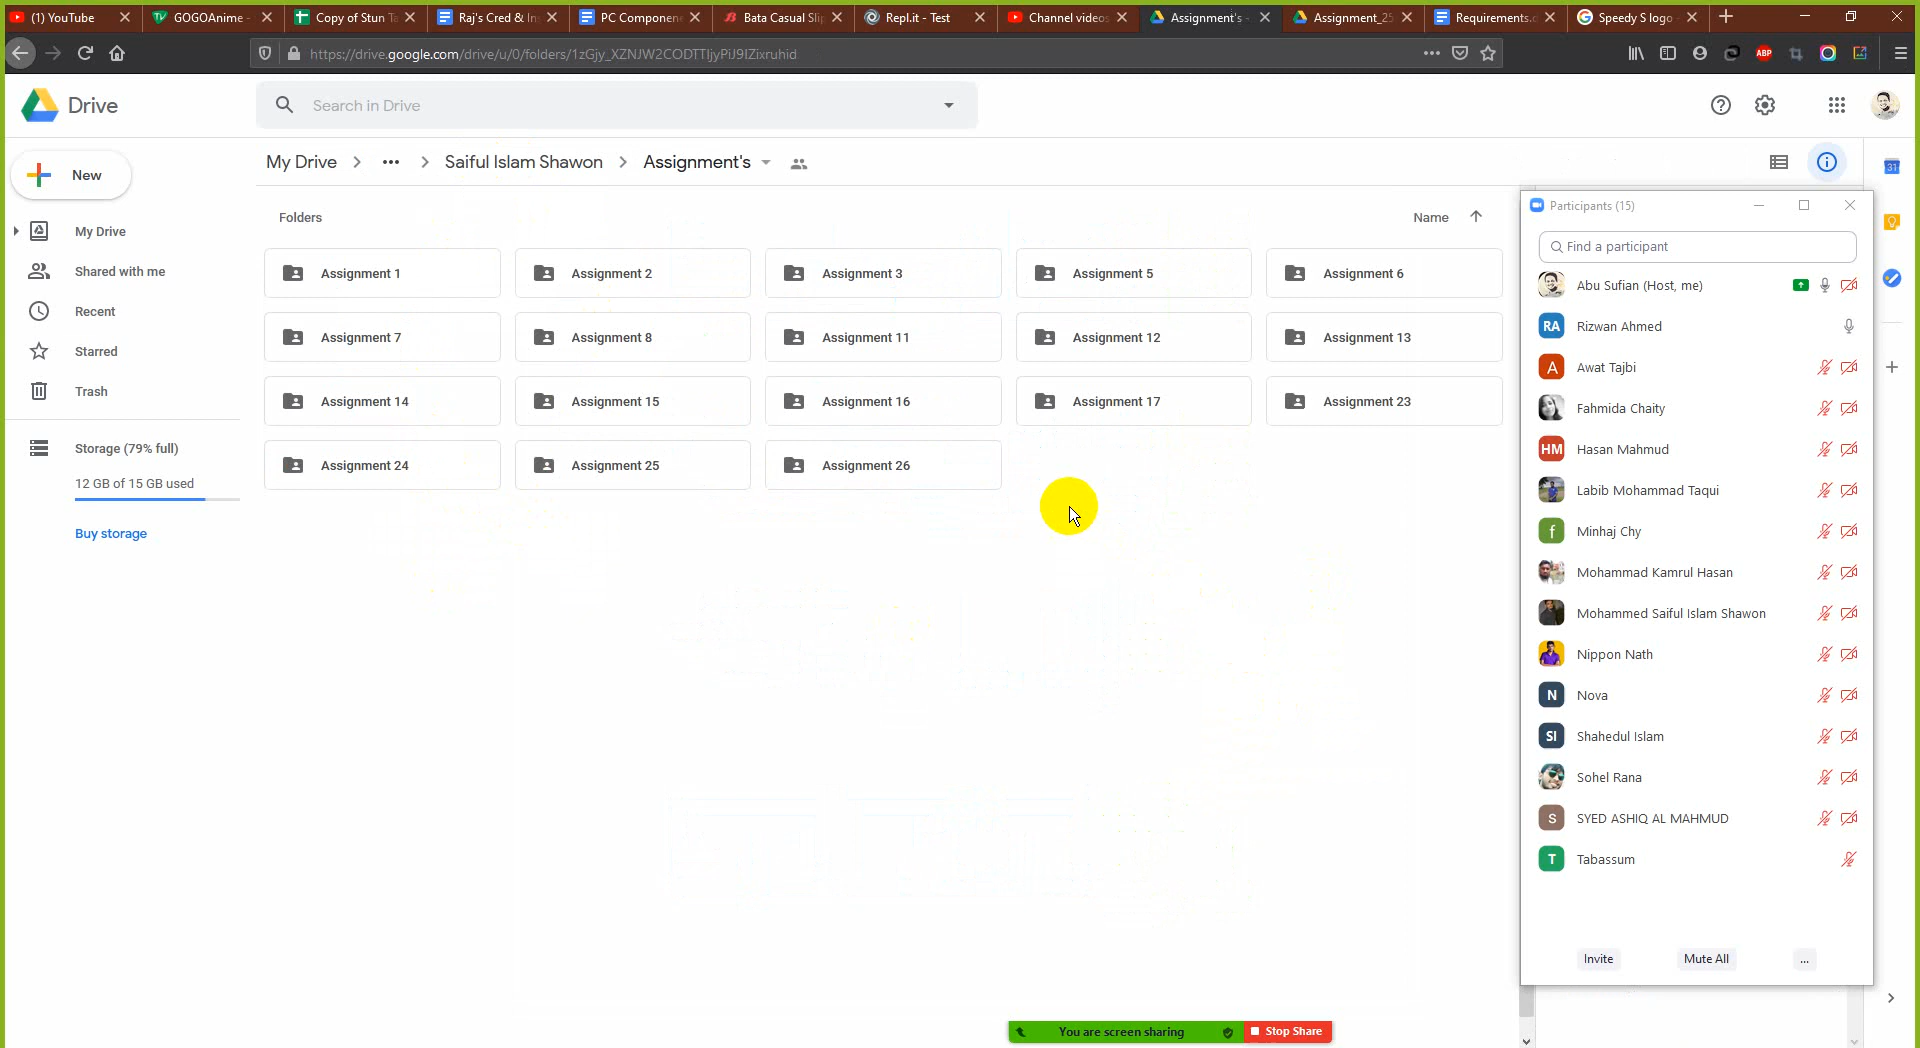 (1) YouTube
GOGOAnime -
Copy of Stun Ta
Raj's Cred & In
PC Componen
Bata Casual Slip
Repl.it - Test
Channel videos
Assignment's -
Assignment_25
Requirements.d
Speedy S logo -
https://drive.google.com/drive/u/0/folders/1zGjy_XZNJW2CODTTIjyPiJ9IZixruhid
ABP
Drive
Search in Drive
New
My Drive
Shared with me
Recent
Starred
Trash
Storage (79% full)
12 GB of 15 GB used
Buy storage
My Drive > ••• > Saiful Islam Shawon > Assignment's
Folders
Name
Assignment 1
Assignment 2
Assignment 3
Assignment 5
Assignment 6
Assignment 7
Assignment 8
Assignment 11
Assignment 12
Assignment 13
Assignment 14
Assignment 15
Assignment 16
Assignment 17
Assignment 23
Assignment 24
Assignment 25
Assignment 26
31
Participants (15)
Find a participant
Abu Sufian (Host, me)
RA Rizwan Ahmed
A Awat Tajbi
Fahmida Chaity
HM Hasan Mahmud
Labib Mohammad Taqui
f Minhaj Chy
Mohammad Kamrul Hasan
Mohammed Saiful Islam Shawon
Nippon Nath
N Nova
SI Shahedul Islam
Sohel Rana
S SYED ASHIQ AL MAHMUD
T Tabassum
Invite
Mute All
...
You are screen sharing
Stop Share